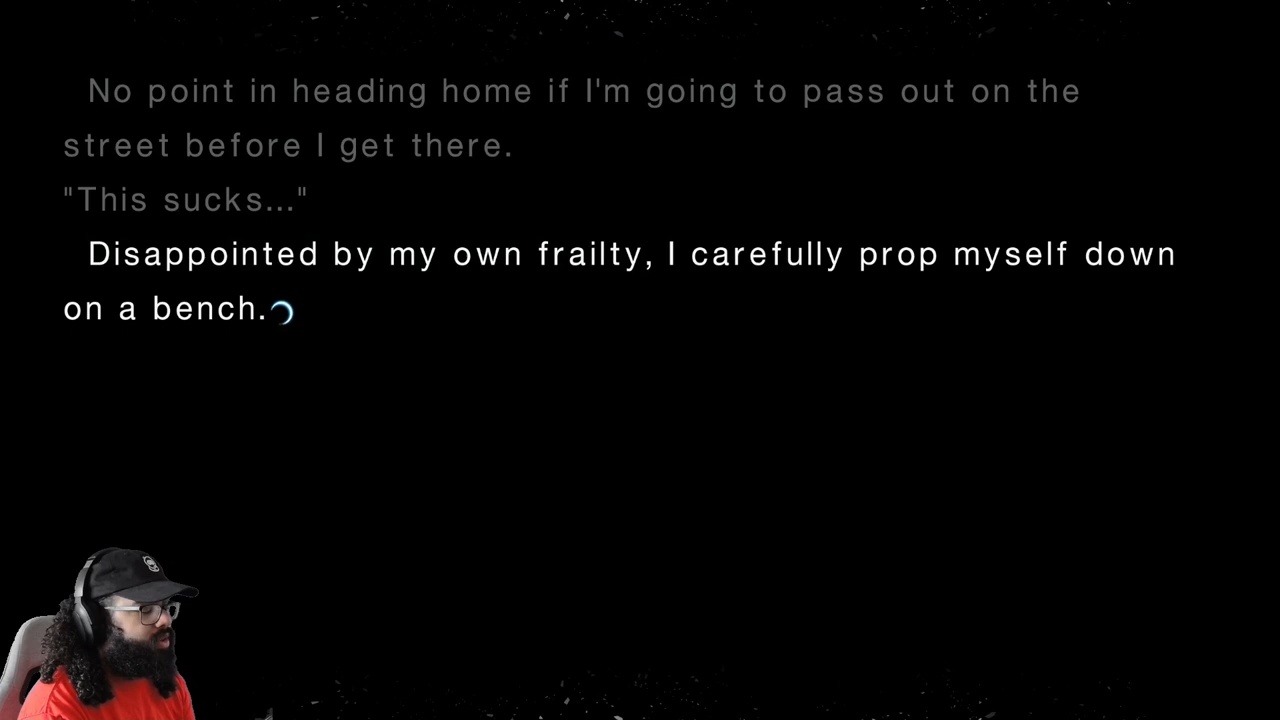 No point in heading home if I'm going to pass out on the
street before I get there.
"This sucks..."
Disappointed by my own frailty, I carefully prop myself down
on a bench.